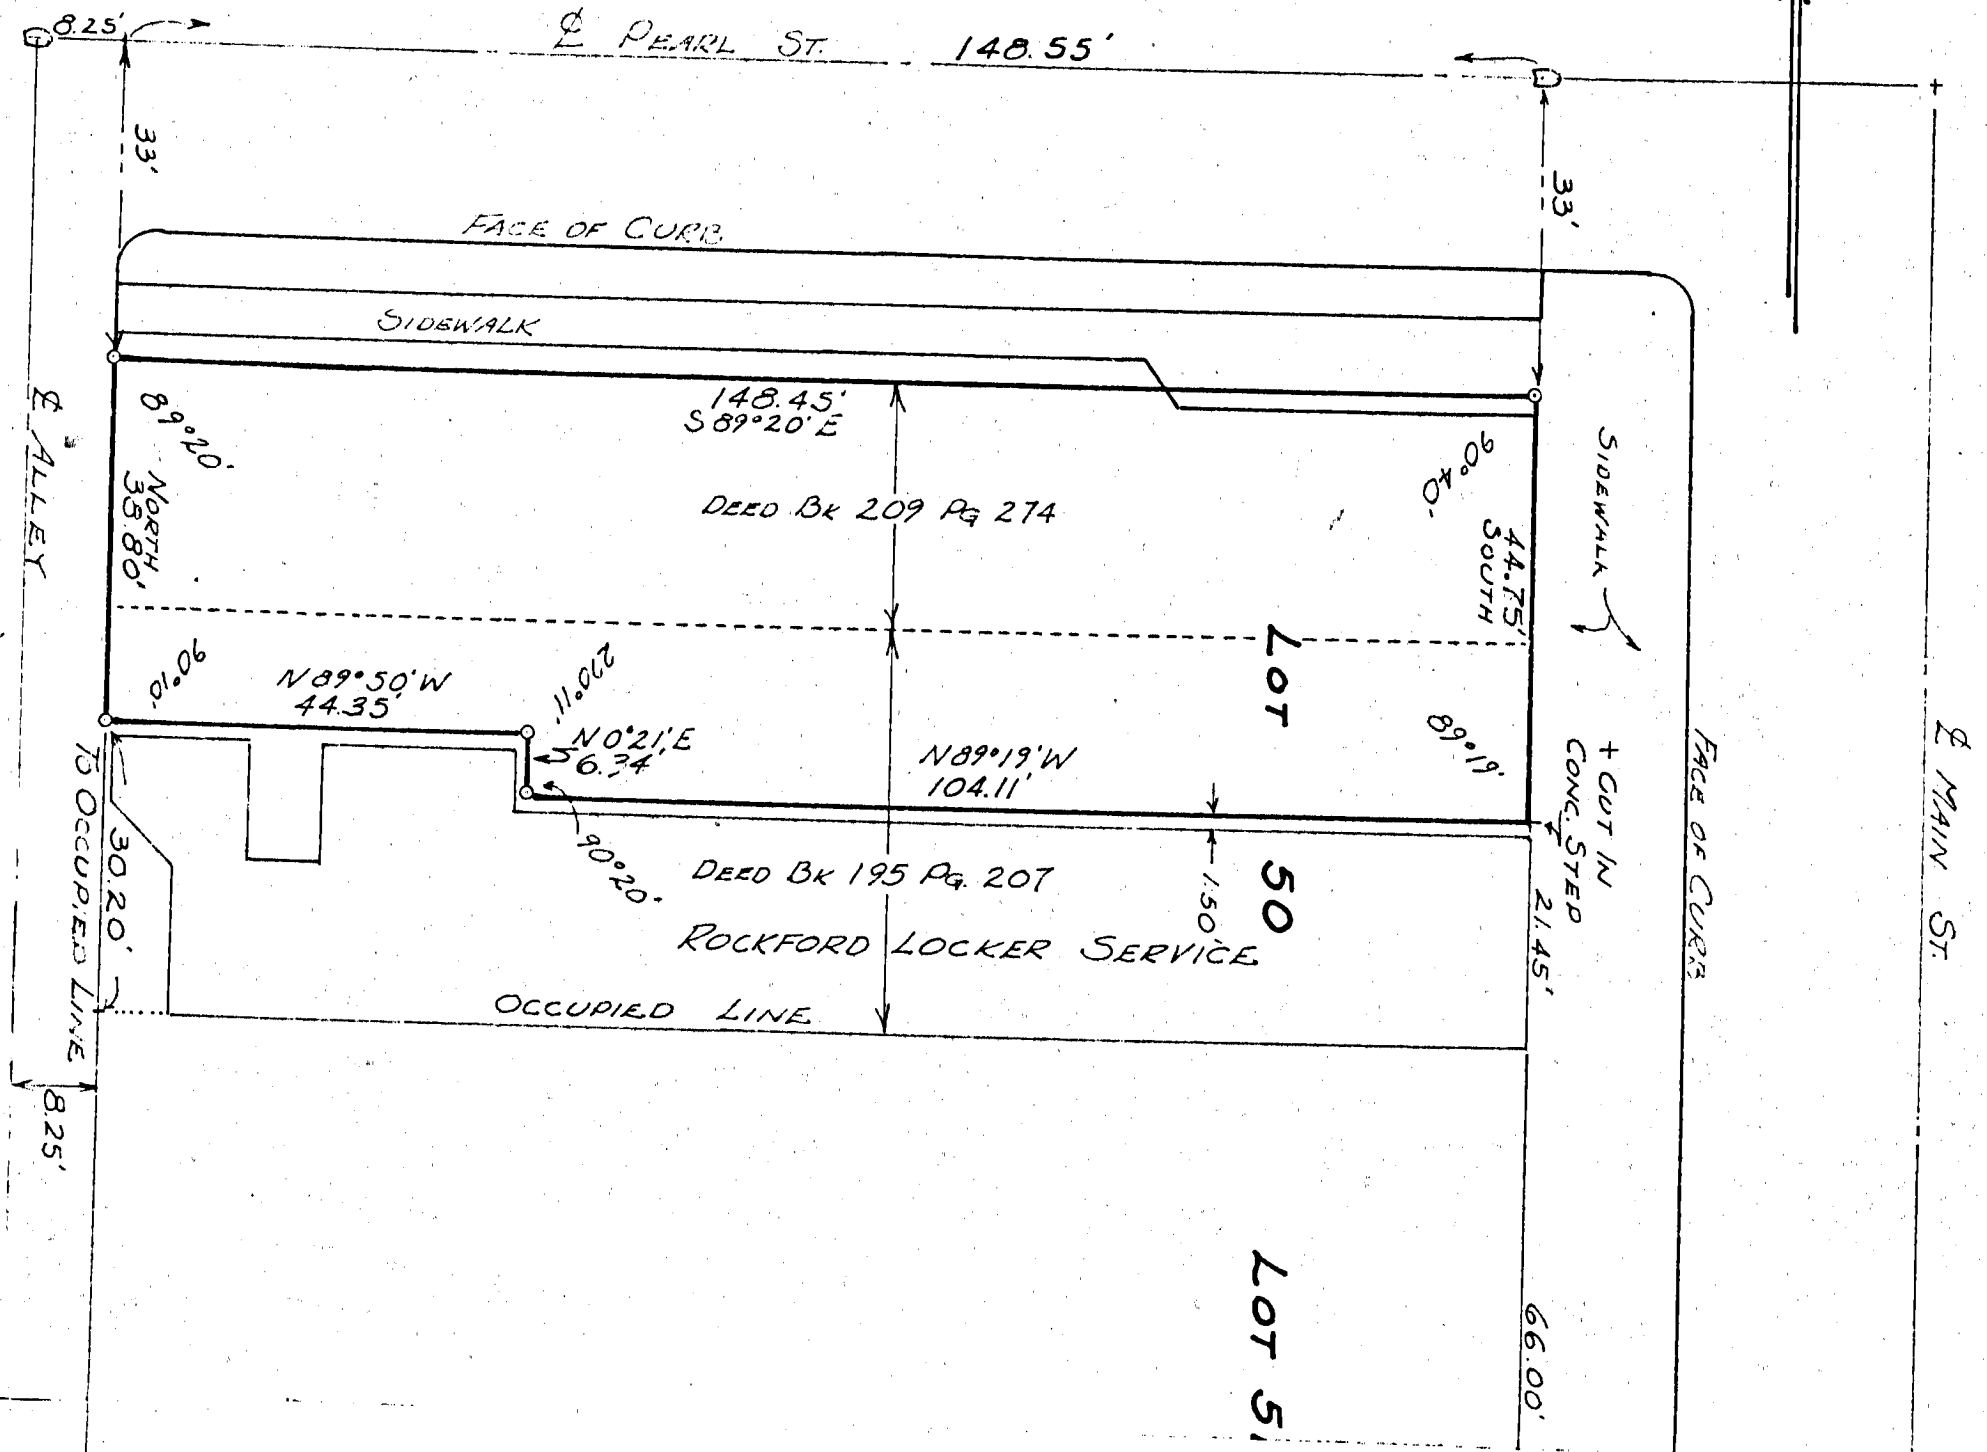 8.25'
℄ PEARL ST. 148.55'
33'
33'
FACE OF CURB
SIDEWALK
148.45'
S 89°20' E
89°20'
90°40'
NORTH
38.80'
44.75'
SOUTH
SIDEWALK
℄ ALLEY
DEED BK 209 PG 274
LOT 50
90°10'
N 89°50' W
44.35'
270°11'
N 0°21' E
6.34'
N 89°19' W
104.11'
89°19'
+ CUT IN
CONC. STEP
FACE OF CURB
℄ MAIN ST.
90°20'
DEED BK 195 PG. 207
1.50'
21.45'
ROCKFORD LOCKER SERVICE
30.20'
TO OCCUPIED LINE
OCCUPIED LINE
8.25'
LOT 51
66.00'